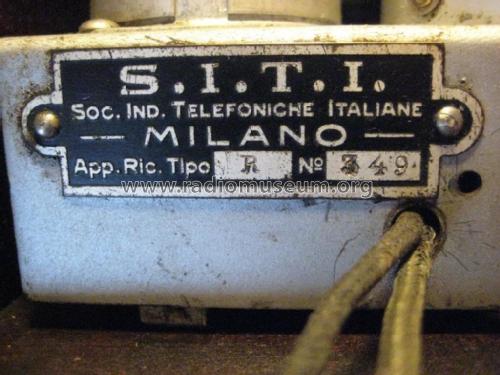 S.I.T.I.
SOC. IND. TELEFONICHE ITALIANE
— MILANO —
App. Ric. Tipo R No 349
www.radiomuseum.org